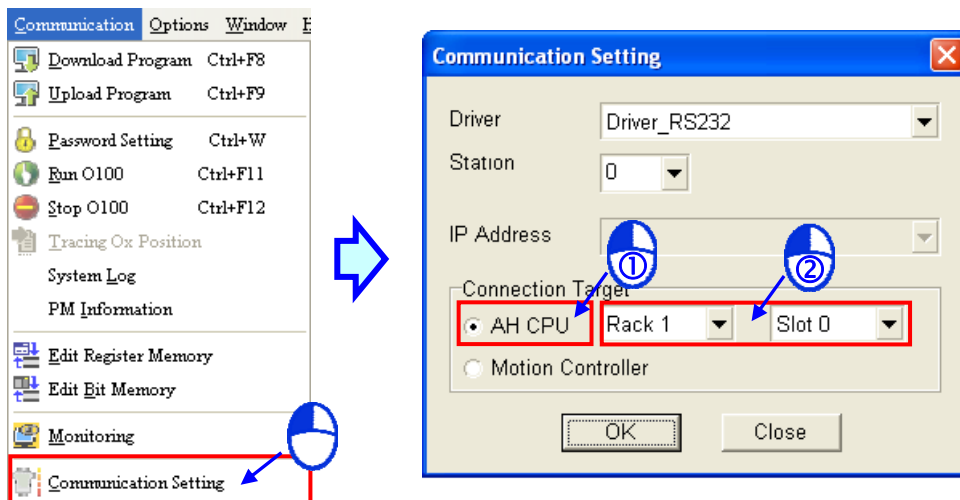 Communication Options Window
Download Program Ctrl+F8
Upload Program Ctrl+F9
Password Setting Ctrl+W
Run O100 Ctrl+F11
Stop O100 Ctrl+F12
Tracing Ox Position
System Log
PM Information
Edit Register Memory
Edit Bit Memory
Monitoring
Communication Setting
Communication Setting
Driver Driver_RS232
Station 0
IP Address
① ②
Connection Target
AH CPU Rack 1 Slot 0
Motion Controller
OK Close